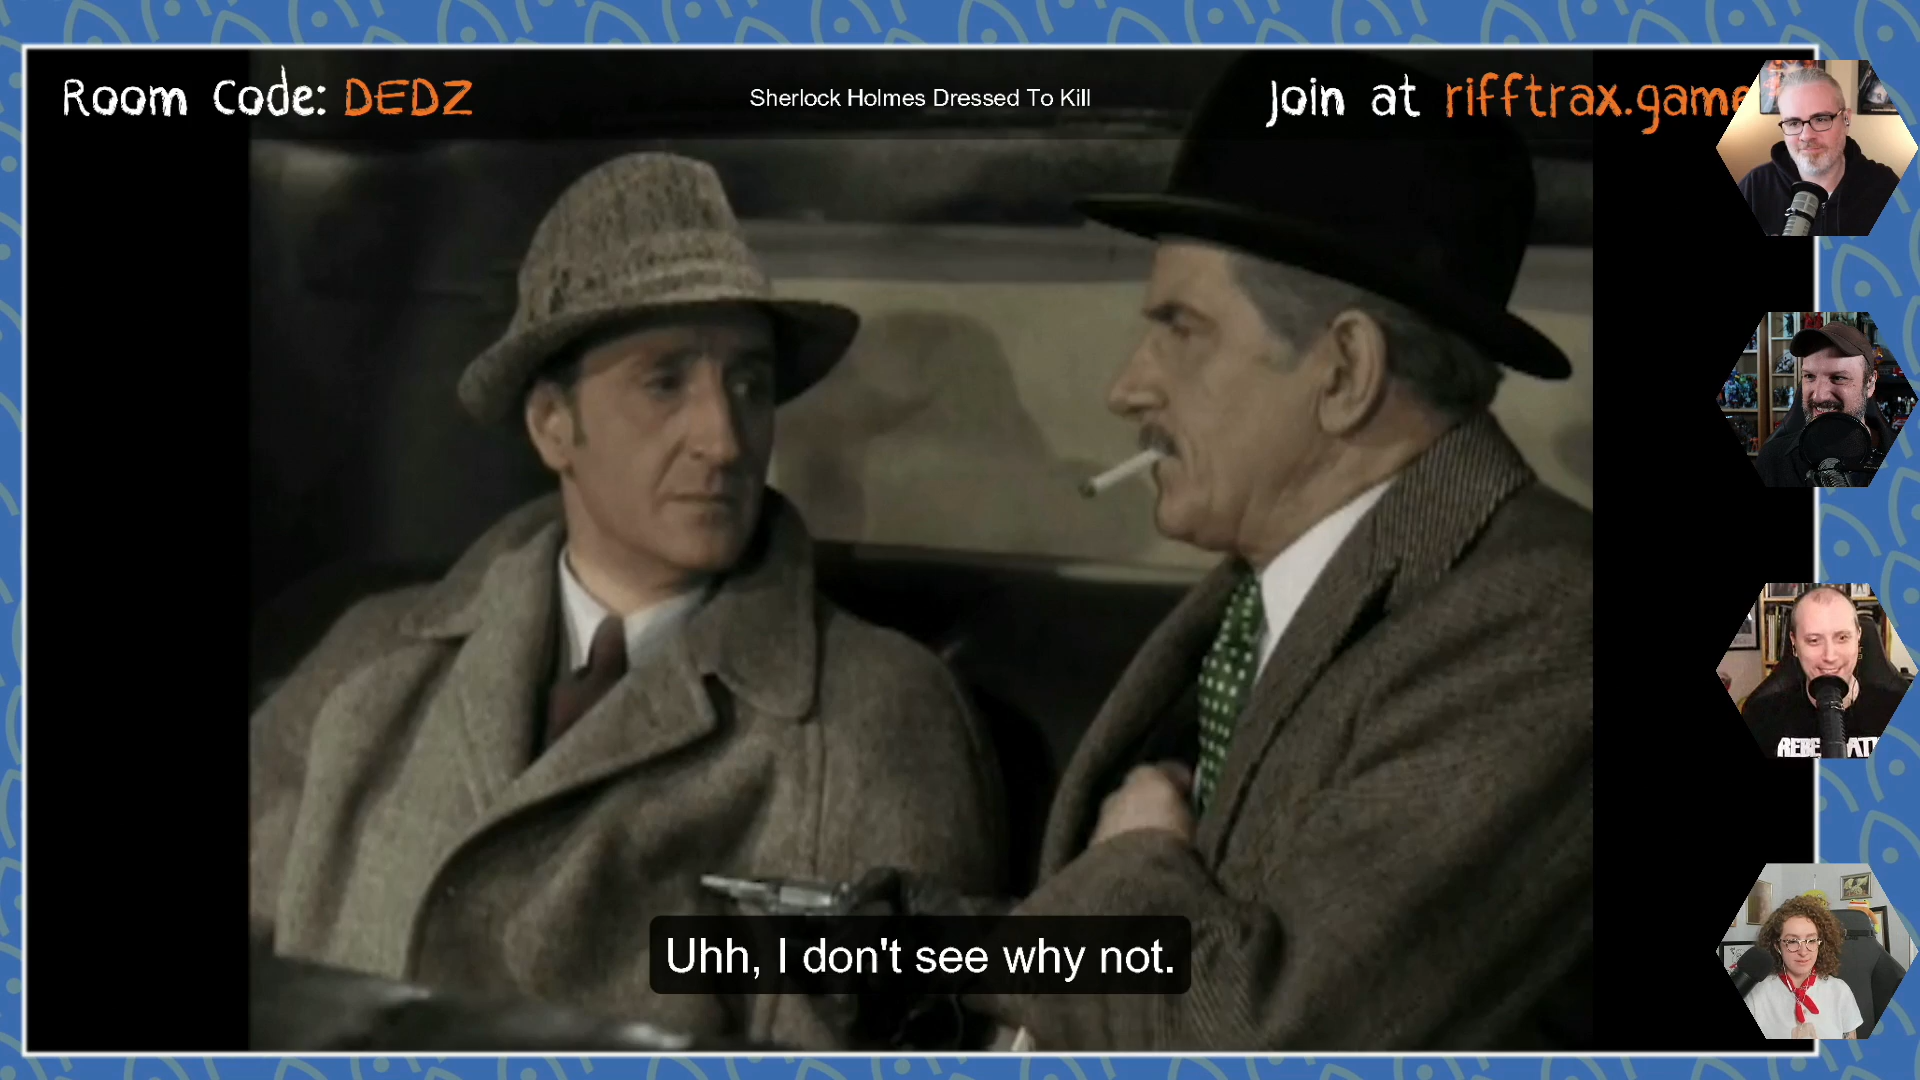 Room Code: DEDZ
Sherlock Holmes Dressed To Kill
Join at rifftrax.game
Uhh, I don't see why not.